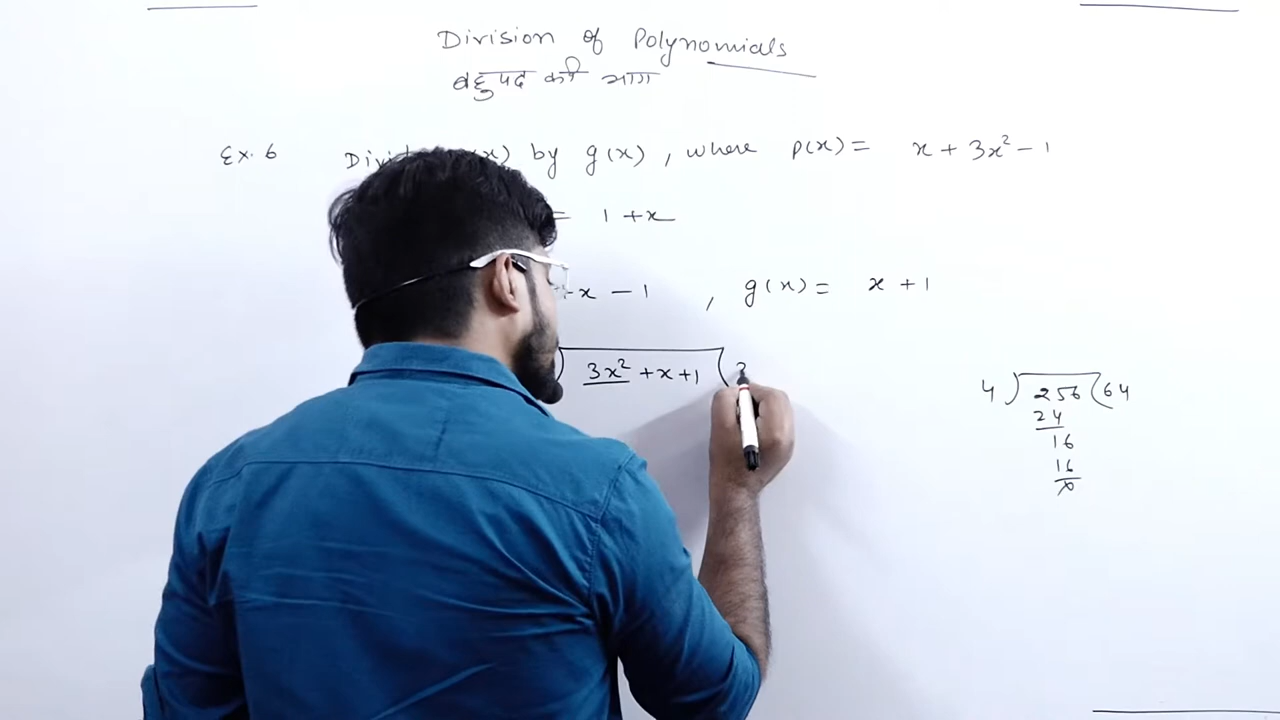 Division of Polynomials
बहुपद की भाग
Ex. 6 Divide (x) by g(x) , where p(x) = x + 3x² - 1
= 1 + x
x - 1 , g(x) = x + 1
3x² + x + 1
4 ) 256 ( 64
24
16
16
x